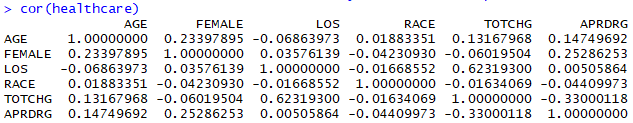 > cor(healthcare)
AGE FEMALE LOS RACE TOTCHG APRDRG
AGE 1.00000000 0.23397895 -0.06863973 0.01883351 0.13167968 0.14749692
FEMALE 0.23397895 1.00000000 0.03576139 -0.04230930 -0.06019504 0.25286253
LOS -0.06863973 0.03576139 1.00000000 -0.01668552 0.62319300 0.00505864
RACE 0.01883351 -0.04230930 -0.01668552 1.00000000 -0.01634069 -0.04409973
TOTCHG 0.13167968 -0.06019504 0.62319300 -0.01634069 1.00000000 -0.33000118
APRDRG 0.14749692 0.25286253 0.00505864 -0.04409973 -0.33000118 1.00000000